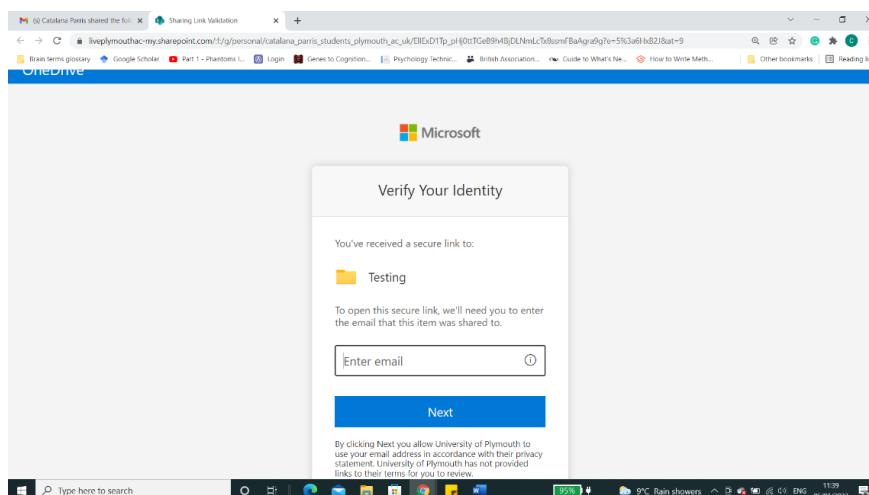 (s) Catalana Parris shared the fol
Sharing Link Validation
liveplymouthac-my.sharepoint.com/:f:/g/personal/catalana_parris_students_plymouth_ac_uk/
Brain terms glossary
Google Scholar
Part 1 - Phantoms I...
Login
Genes to Cognition...
Psychology Technic...
British Association...
Guide to What's Ne...
How to Write Meth...
Other bookmarks
Reading li
OneDrive
Microsoft
Verify Your Identity
You've received a secure link to:
Testing
To open this secure link, we'll need you to enter
the email that this item was shared to.
Enter email
Next
By clicking Next you allow University of Plymouth to
use your email address in accordance with their privacy
statement. University of Plymouth has not provided
links to their terms for you to review.
Type here to search
95%
9°C Rain showers
ENG
11:39